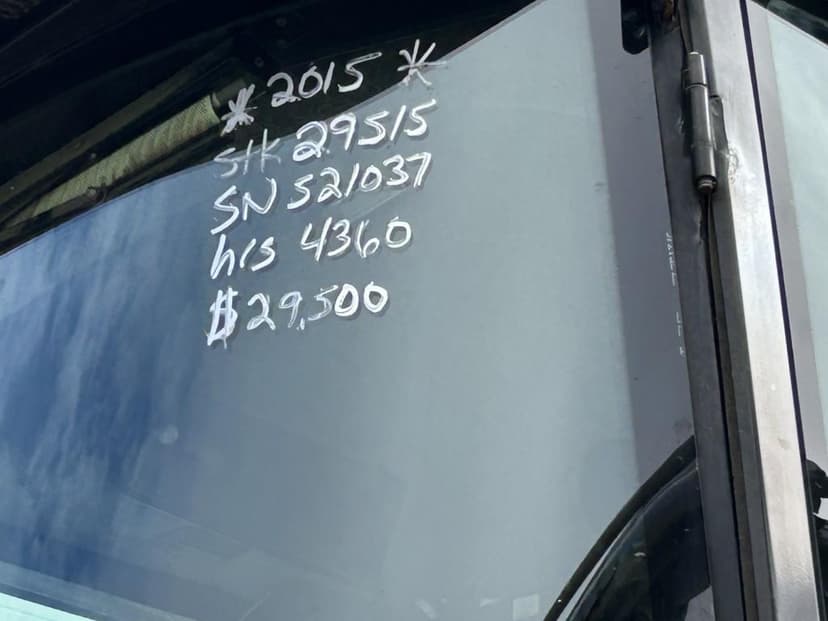 * 2015 *
Stk 29515
SN 521037
hrs 4360
$29,500